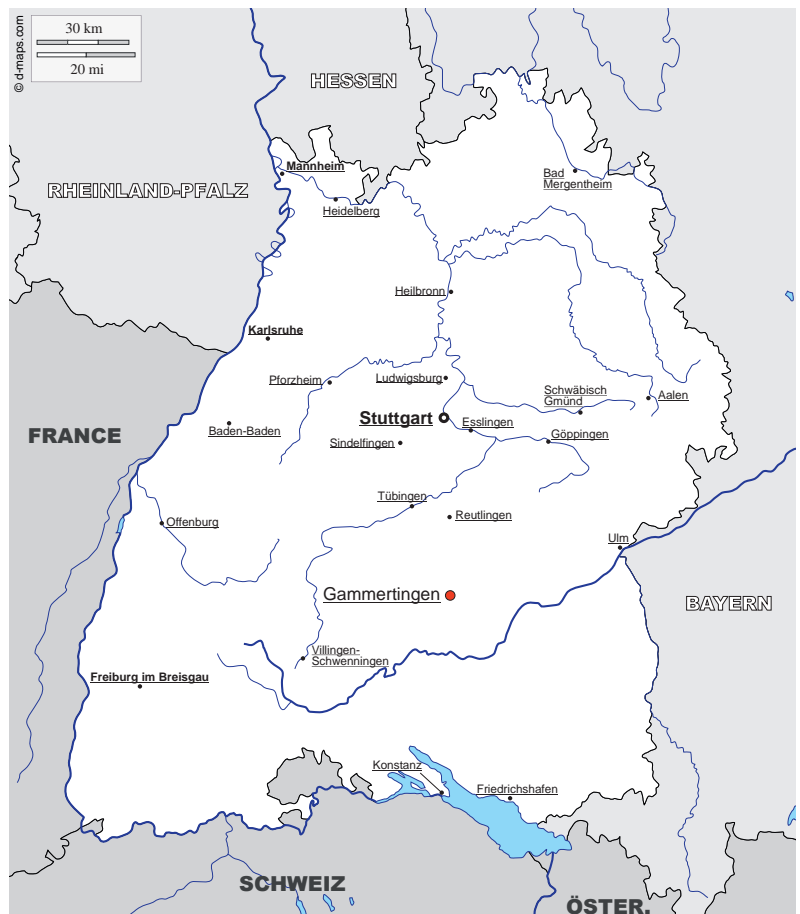 © d-maps.com
30 km
20 mi
HESSEN
Mannheim
Bad
Mergentheim
RHEINLAND-PFALZ
Heidelberg
Heilbronn
Karlsruhe
Pforzheim
Ludwigsburg
Schwäbisch
Gmünd
Aalen
Stuttgart
Esslingen
FRANCE
Baden-Baden
Sindelfingen
Göppingen
Tübingen
Reutlingen
Offenburg
Ulm
Gammertingen
BAYERN
Villingen-
Schwenningen
Freiburg im Breisgau
Konstanz
Friedrichshafen
SCHWEIZ
ÖSTER.